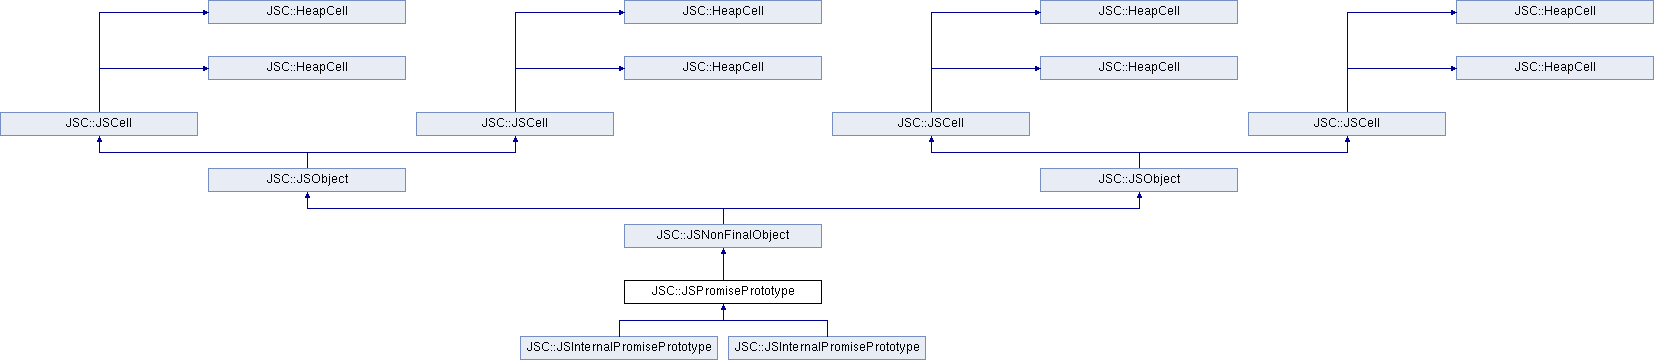 JSC::HeapCell JSC::HeapCell JSC::HeapCell JSC::HeapCell
JSC::HeapCell JSC::HeapCell JSC::HeapCell JSC::HeapCell
JSC::JSCell JSC::JSCell JSC::JSCell JSC::JSCell
JSC::JSObject JSC::JSObject
JSC::JSNonFinalObject
JSC::JSPromisePrototype
JSC::JSInternalPromisePrototype JSC::JSInternalPromisePrototype